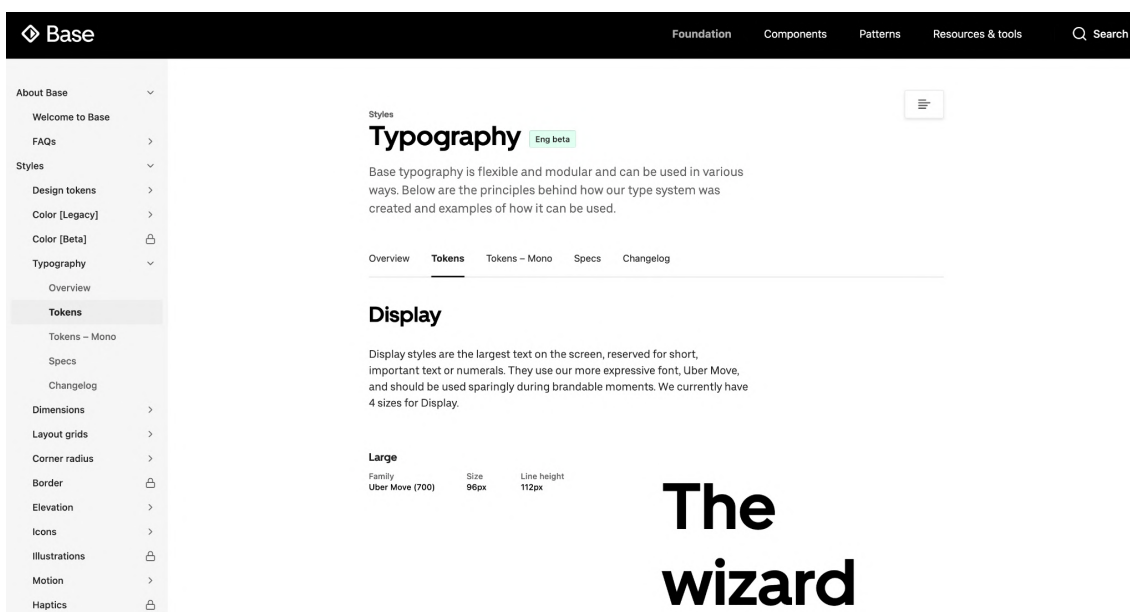 Base
Foundation
Components
Patterns
Resources & tools
Search
About Base
Welcome to Base
FAQs
Styles
Design tokens
Color [Legacy]
Color [Beta]
Typography
Overview
Tokens
Tokens – Mono
Specs
Changelog
Dimensions
Layout grids
Corner radius
Border
Elevation
Icons
Illustrations
Motion
Haptics
Styles
Typography
Eng beta
Base typography is flexible and modular and can be used in various
ways. Below are the principles behind how our type system was
created and examples of how it can be used.
Overview
Tokens
Tokens – Mono
Specs
Changelog
Display
Display styles are the largest text on the screen, reserved for short,
important text or numerals. They use our more expressive font, Uber Move,
and should be used sparingly during brandable moments. We currently have
4 sizes for Display.
Large
Family
Uber Move (700)
Size
96px
Line height
112px
The
wizard